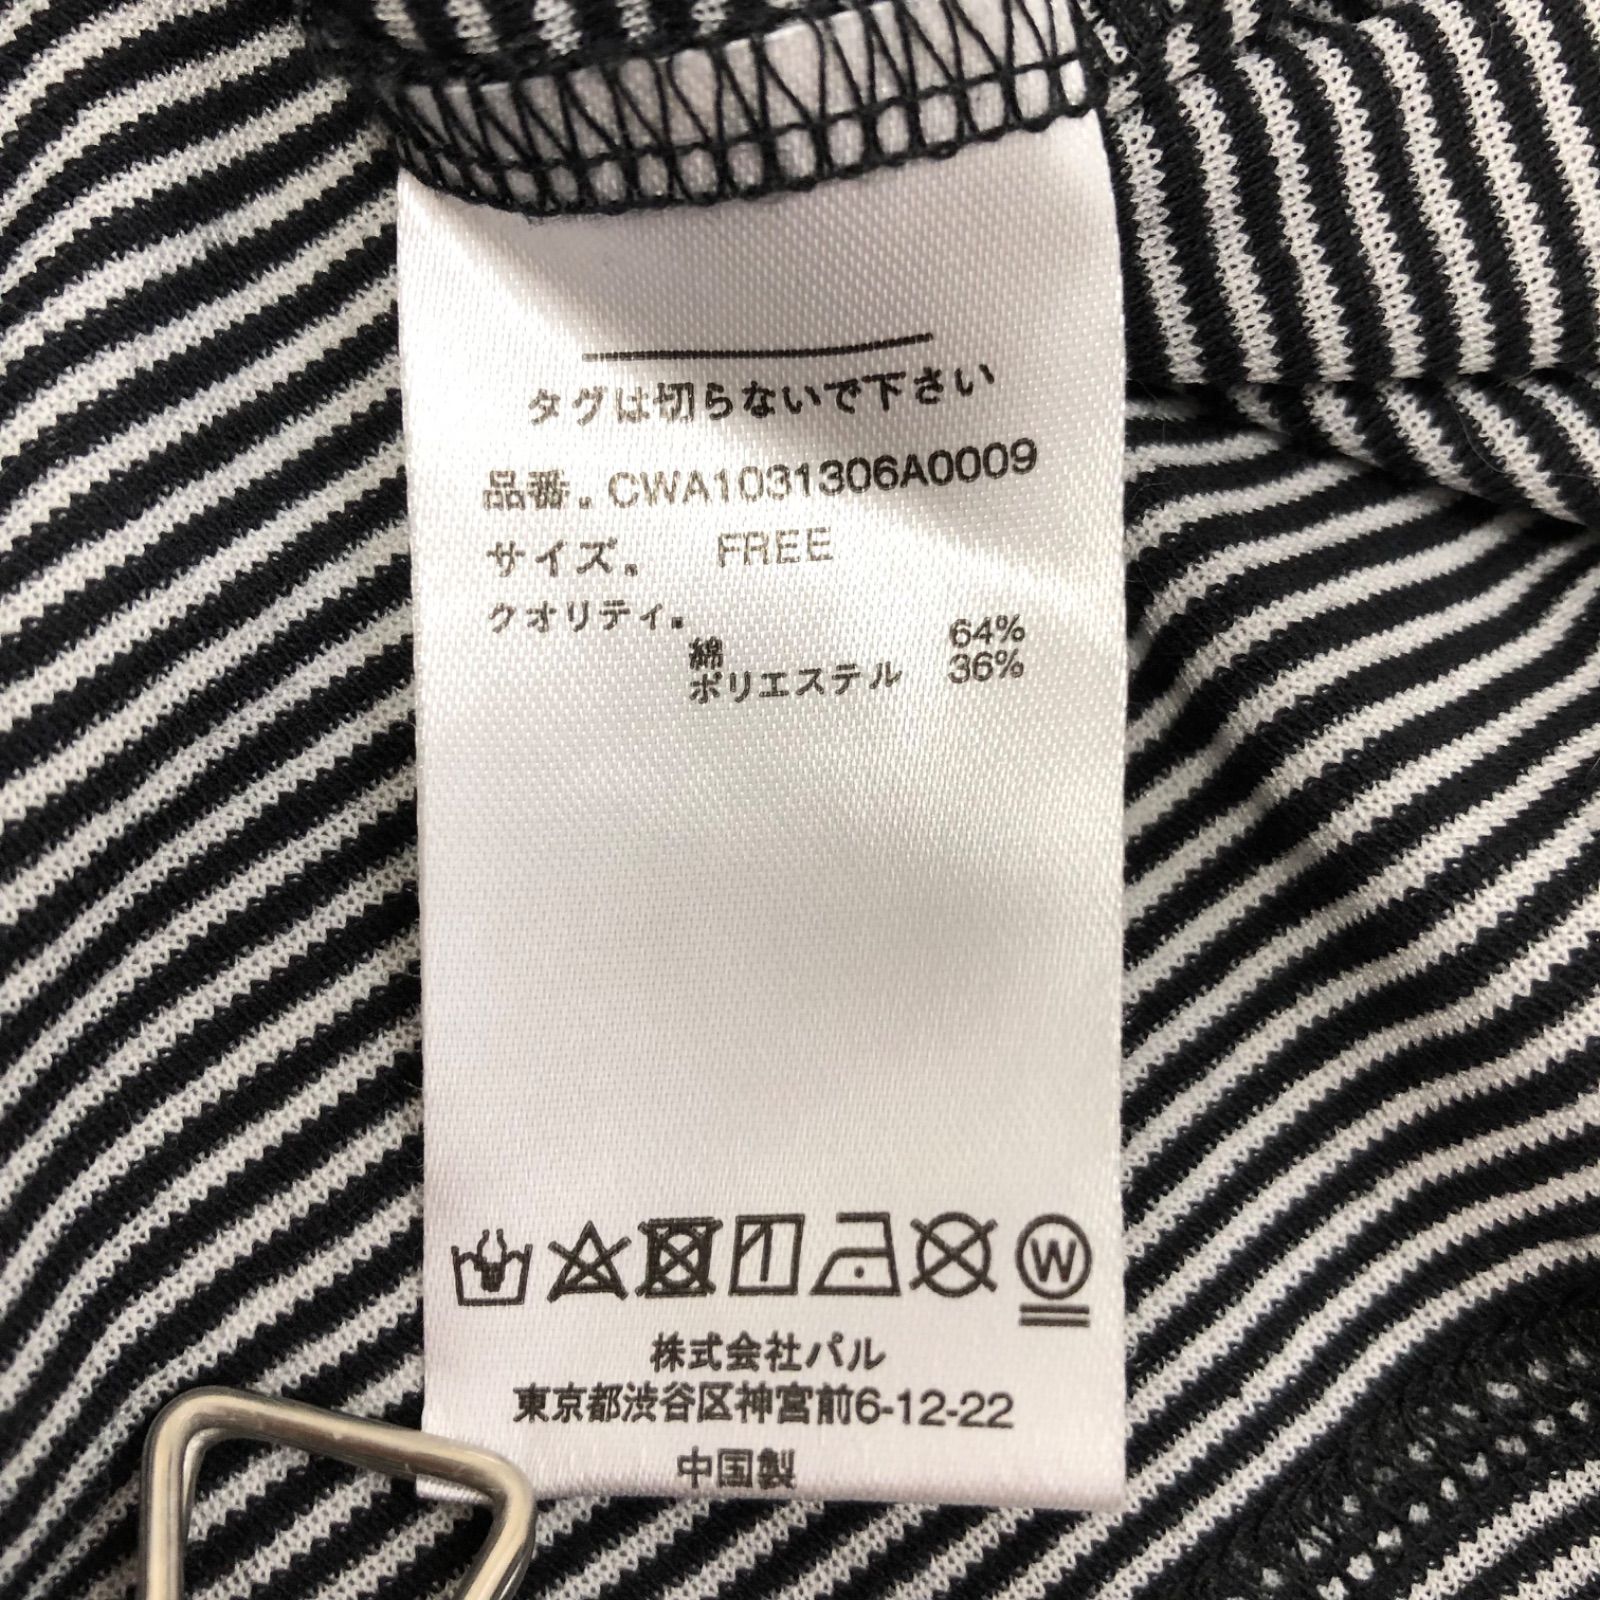 タグは切らないで下さい
品番. CWA1031306A0009
サイズ. FREE
クオリティ.
綿 64%
ポリエステル 36%
W
株式会社パル
東京都渋谷区神宮前6-12-22
中国製